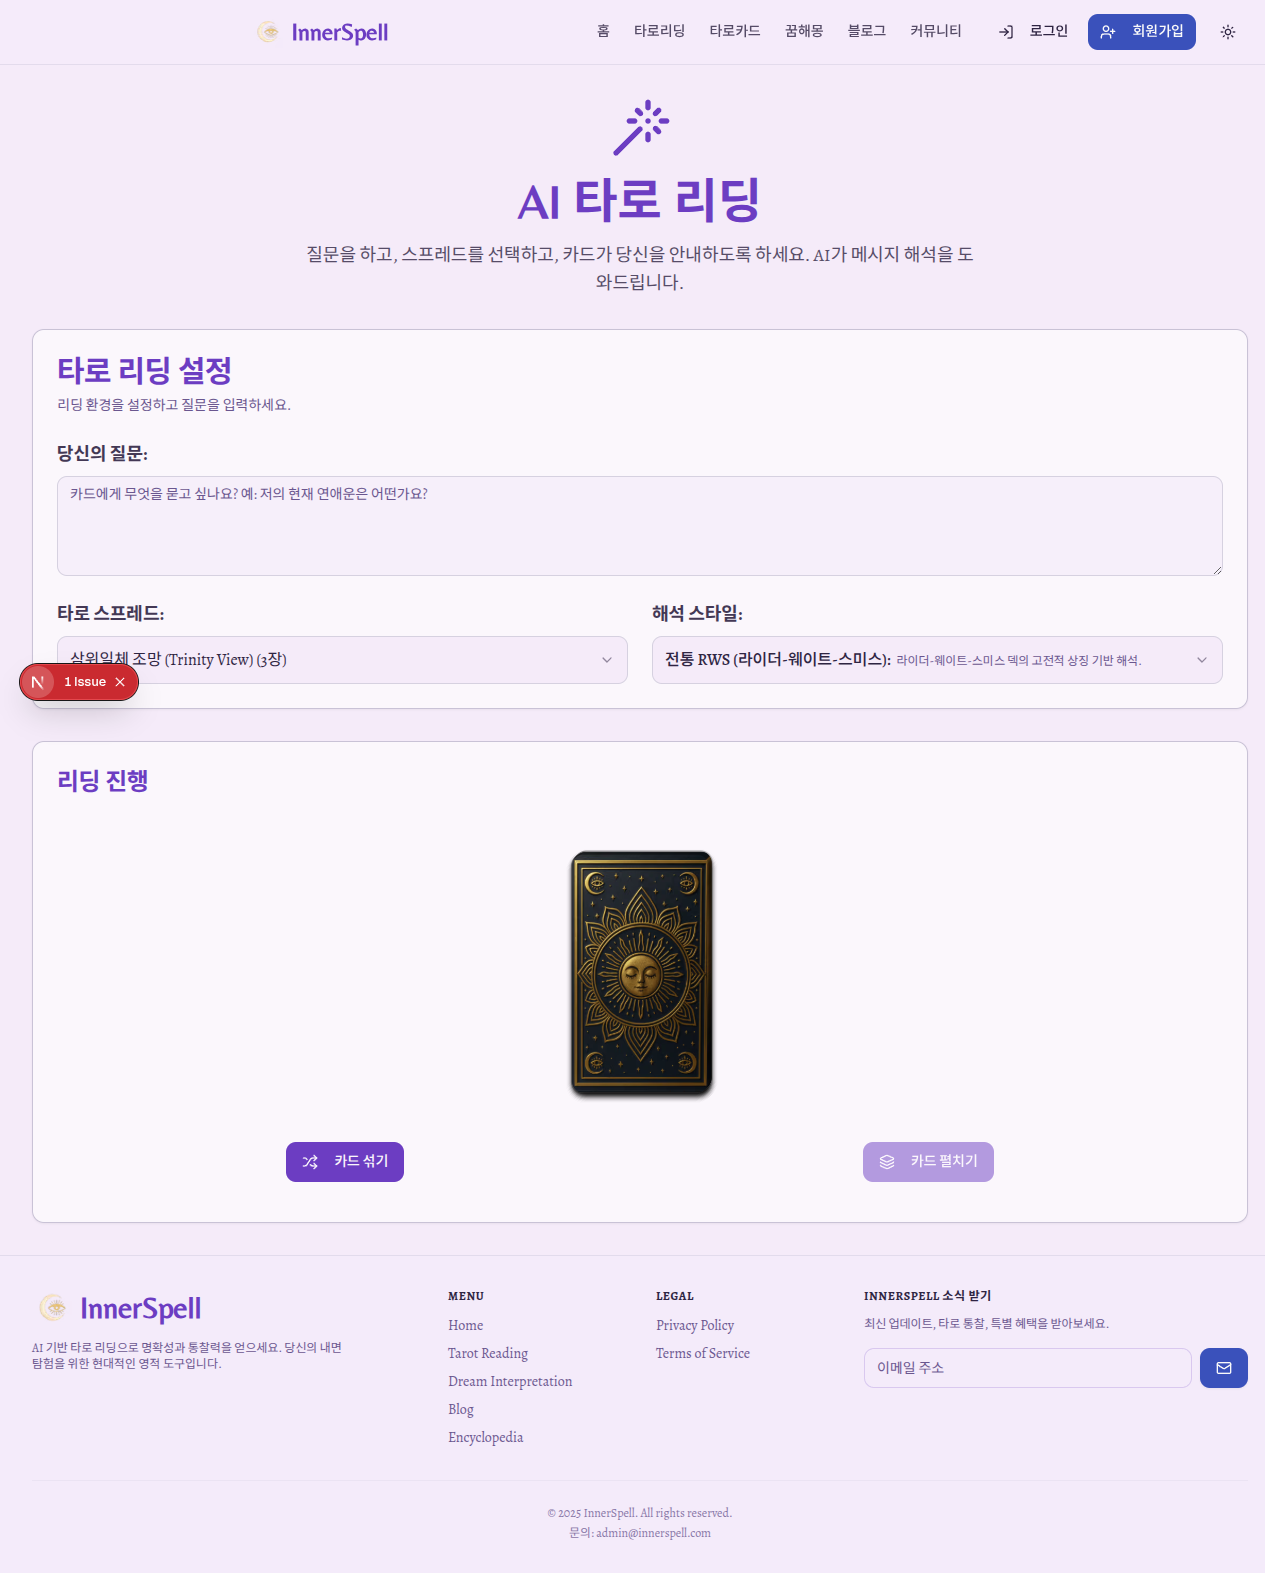 InnerSpell
홈 타로리딩 타로카드 꿈해몽 블로그 커뮤니티 로그인 회원가입
AI 타로 리딩
질문을 하고, 스프레드를 선택하고, 카드가 당신을 안내하도록 하세요. AI가 메시지 해석을 도
와드립니다.
타로 리딩 설정
리딩 환경을 설정하고 질문을 입력하세요.
당신의 질문:
카드에게 무엇을 묻고 싶나요? 예: 저의 현재 연애운은 어떤가요?
타로 스프레드:
삼위일체 조망 (Trinity View) (3장)
해석 스타일:
전통 RWS (라이더-웨이트-스미스): 라이더-웨이트-스미스 덱의 고전적 상징 기반 해석.
N 1 Issue
리딩 진행
카드 섞기
카드 펼치기
InnerSpell
AI 기반 타로 리딩으로 명확성과 통찰력을 얻으세요. 당신의 내면
탐험을 위한 현대적인 영적 도구입니다.
MENU
Home
Tarot Reading
Dream Interpretation
Blog
Encyclopedia
LEGAL
Privacy Policy
Terms of Service
INNERSPELL 소식 받기
최신 업데이트, 타로 통찰, 특별 혜택을 받아보세요.
이메일 주소
© 2025 InnerSpell. All rights reserved.
문의: admin@innerspell.com